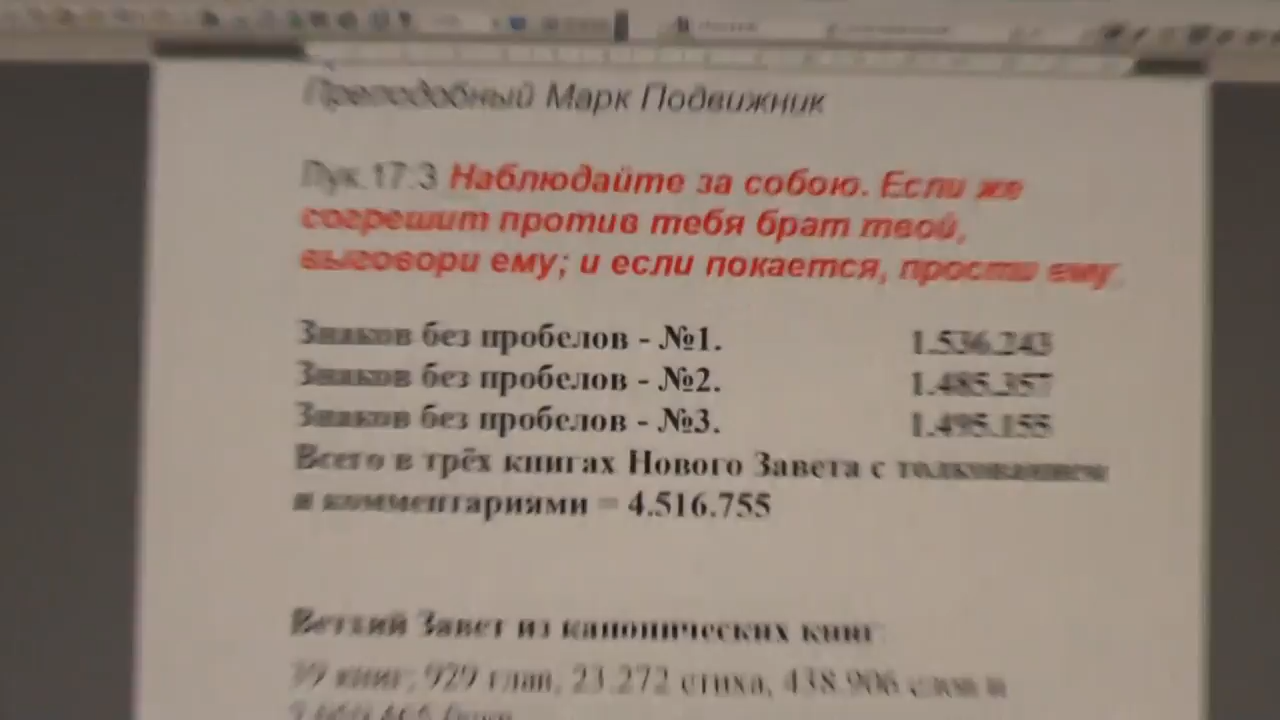 Преподобный Марк Подвижник
Лук.17:3 Наблюдайте за собою. Если же
согрешит против тебя брат твой,
выговори ему; и если покается, прости ему.
Знаков без пробелов - №1. 1.536.243
Знаков без пробелов - №2. 1.485.357
Знаков без пробелов - №3. 1.495.155
Всего в трёх книгах Нового Завета с толкованием
и комментариями = 4.516.755
Ветхий Завет из канонических книг:
39 книг; 929 глав, 23.272 стиха, 438.906 слов и